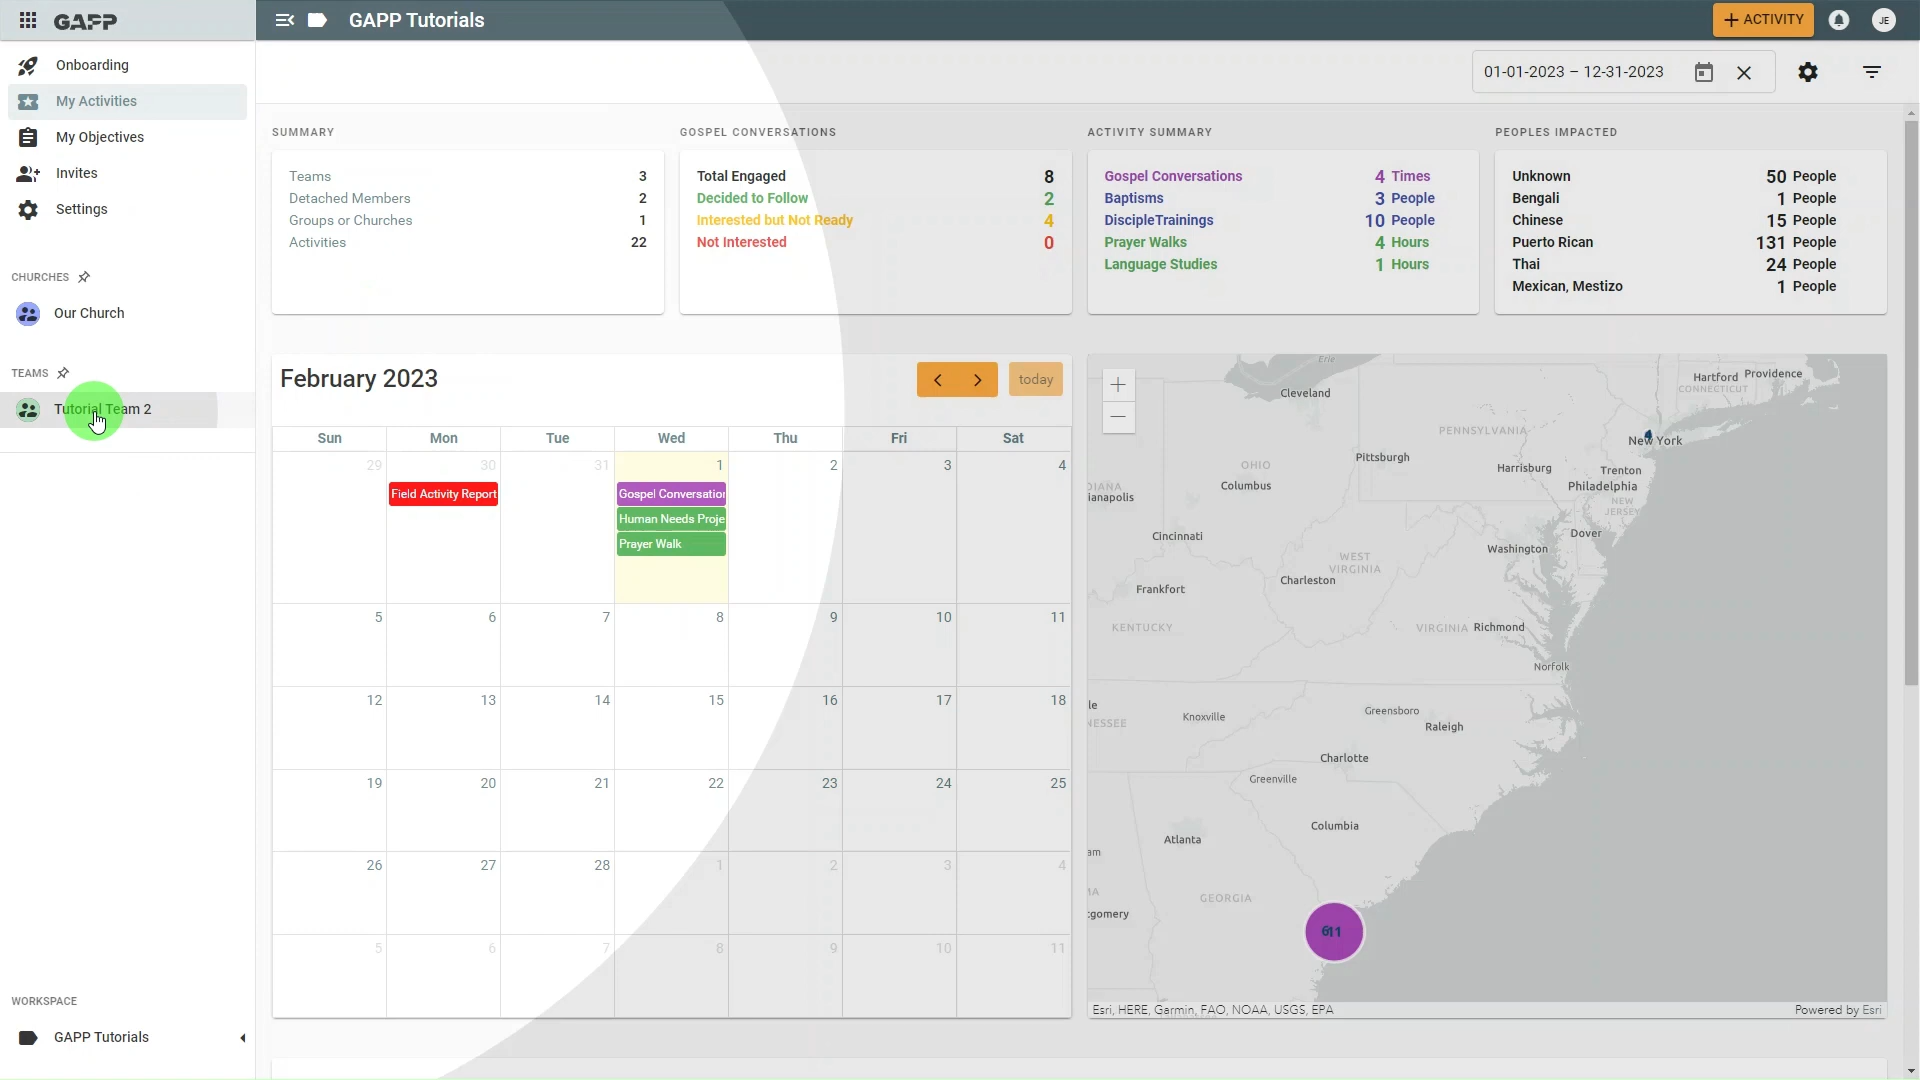 GAPP
GAPP Tutorials
+ ACTIVITY
JE
Onboarding
My Activities
My Objectives
Invites
Settings
CHURCHES
Our Church
TEAMS
Tutorial Team 2
WORKSPACE
GAPP Tutorials
01-01-2023 – 12-31-2023
SUMMARY
Teams 3
Detached Members 2
Groups or Churches 1
Activities 22
GOSPEL CONVERSATIONS
Total Engaged 8
Decided to Follow 2
Interested but Not Ready 4
Not Interested 0
ACTIVITY SUMMARY
Gospel Conversations 4 Times
Baptisms 3 People
DiscipleTrainings 10 People
Prayer Walks 4 Hours
Language Studies 1 Hours
PEOPLES IMPACTED
Unknown 50 People
Bengali 1 People
Chinese 15 People
Puerto Rican 131 People
Thai 24 People
Mexican, Mestizo 1 People
February 2023
today
Sun Mon Tue Wed Thu Fri Sat
29 30 31 1 2 3 4
Field Activity Report
Gospel Conversation
Human Needs Proje
Prayer Walk
5 6 7 8 9 10 11
12 13 14 15 16 17 18
19 20 21 22 23 24 25
26 27 28 1 2 3 4
5 6 7 8 9 10 11
+
−
Erie
Cleveland
Hartford
Providence
CONNECTICUT
PENNSYLVANIA
New York
Pittsburgh
OHIO
Harrisburg
Trenton
Columbus
Philadelphia
DIANA
ianapolis
NEW
JERSEY
Cincinnati
Dover
Washington
WEST
VIRGINIA
Charleston
Frankfort
KENTUCKY
VIRGINIA
Richmond
Norfolk
le
NESSEE
Knoxville
Greensboro
Raleigh
Charlotte
Greenville
Columbia
Atlanta
am
MA
GEORGIA
tgomery
Esri, HERE, Garmin, FAO, NOAA, USGS, EPA
Powered by Esri